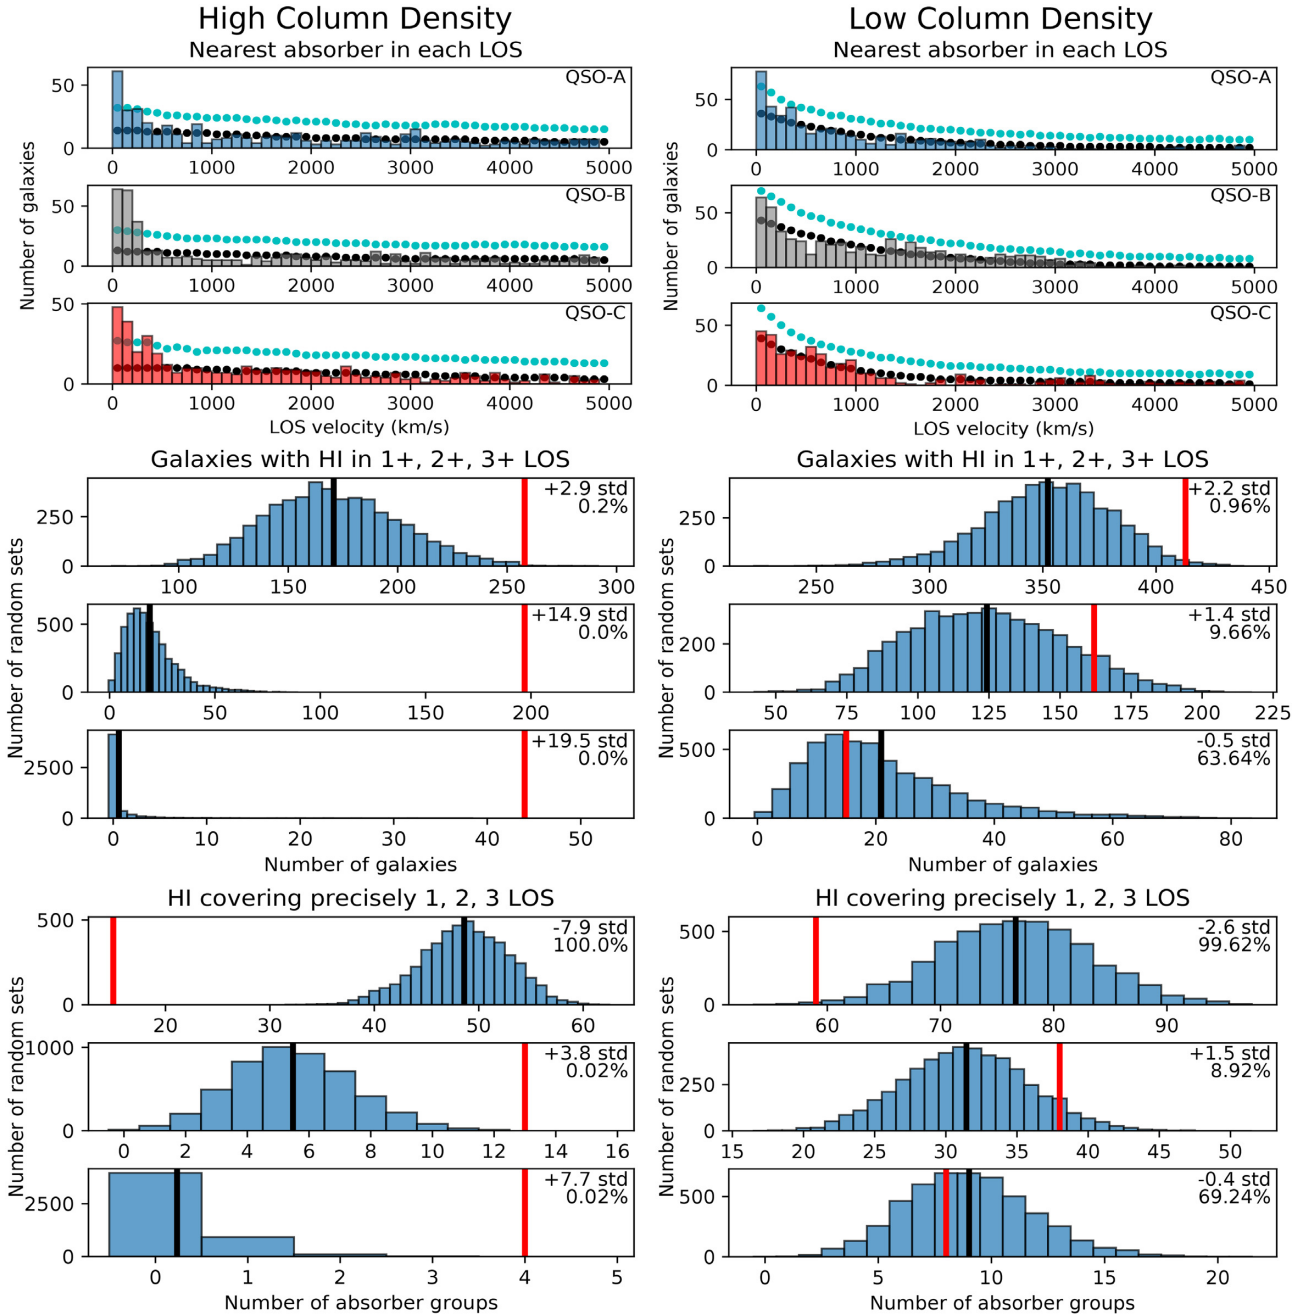 High Column Density
Nearest absorber in each LOS
Number of galaxies
QSO-A
50
0
0 1000 2000 3000 4000 5000
QSO-B
50
0
0 1000 2000 3000 4000 5000
QSO-C
50
0
0 1000 2000 3000 4000 5000
LOS velocity (km/s)
Galaxies with HI in 1+, 2+, 3+ LOS
Number of random sets
+2.9 std
0.2%
250
0
100 150 200 250 300
+14.9 std
0.0%
500
0
0 50 100 150 200
+19.5 std
0.0%
2500
0
0 10 20 30 40 50
Number of galaxies
HI covering precisely 1, 2, 3 LOS
Number of random sets
500
-7.9 std
100.0%
0
20 30 40 50 60
1000
+3.8 std
0.02%
0
0 2 4 6 8 10 12 14 16
+7.7 std
0.02%
2500
0
0 1 2 3 4 5
Number of absorber groups
Low Column Density
Nearest absorber in each LOS
Number of galaxies
QSO-A
50
0
0 1000 2000 3000 4000 5000
QSO-B
50
0
0 1000 2000 3000 4000 5000
QSO-C
50
0
0 1000 2000 3000 4000 5000
LOS velocity (km/s)
Galaxies with HI in 1+, 2+, 3+ LOS
Number of random sets
+2.2 std
0.96%
250
0
250 300 350 400 450
+1.4 std
9.66%
200
0
50 75 100 125 150 175 200 225
-0.5 std
63.64%
500
0
0 20 40 60 80
Number of galaxies
HI covering precisely 1, 2, 3 LOS
Number of random sets
-2.6 std
99.62%
500
0
60 70 80 90
+1.5 std
8.92%
250
0
15 20 25 30 35 40 45 50
-0.4 std
69.24%
500
0
0 5 10 15 20
Number of absorber groups